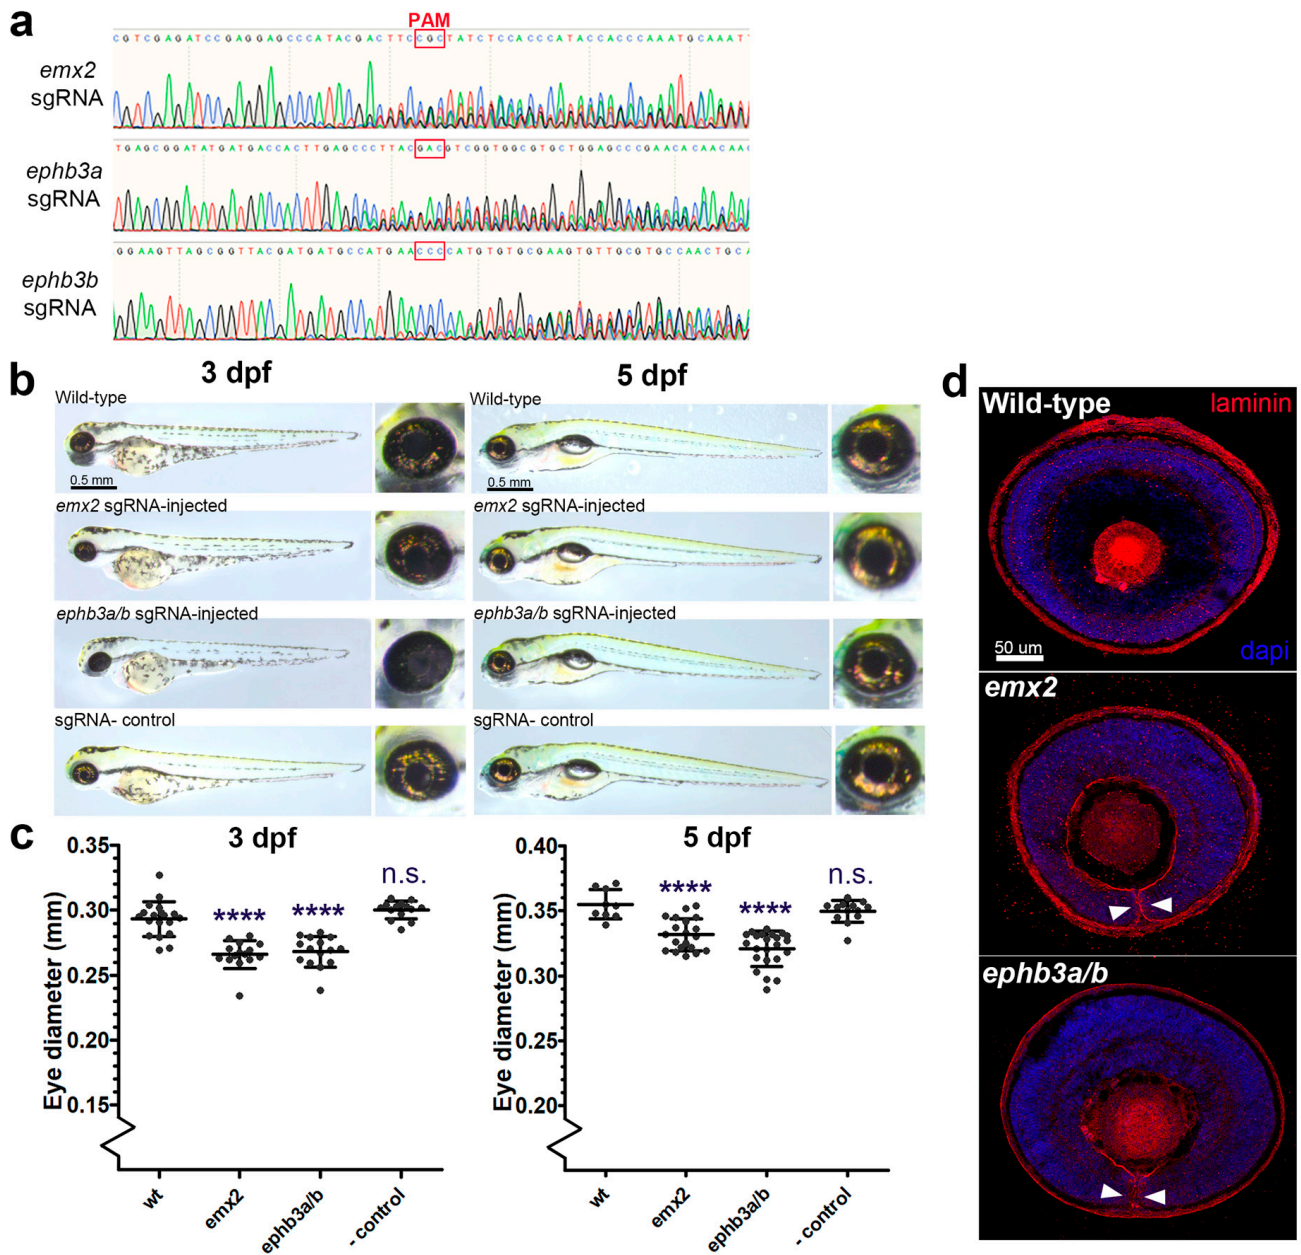 a
PAM
CGTCGAGATCCGAGGAGCCCATACGACTTCCGCTATCTCCACCCATACCACCCAAATGCAAAT
emx2
sgRNA
TGAGCGGATATGATGACCACTTGAGCCCTTACGACGTCGGTGGCGTGCTGGAGCCCGAACACAACAAC
ephb3a
sgRNA
GGAAGTTAGCGGTTACGATGATGCCATGAACCCCATGTGTGCGAAGTGTTGCGTGCCAACTGCA
ephb3b
sgRNA
b
3 dpf
5 dpf
Wild-type
Wild-type
0.5 mm
0.5 mm
emx2 sgRNA-injected
emx2 sgRNA-injected
ephb3a/b sgRNA-injected
ephb3a/b sgRNA-injected
sgRNA- control
sgRNA- control
c
3 dpf
Eye diameter (mm)
0.35
0.30
0.25
0.20
0.15
****
****
n.s.
wt
emx2
ephb3a/b
- control
5 dpf
Eye diameter (mm)
0.40
0.35
0.30
0.25
0.20
****
****
n.s.
wt
emx2
ephb3a/b
- control
d
Wild-type
laminin
50 um
dapi
emx2
ephb3a/b